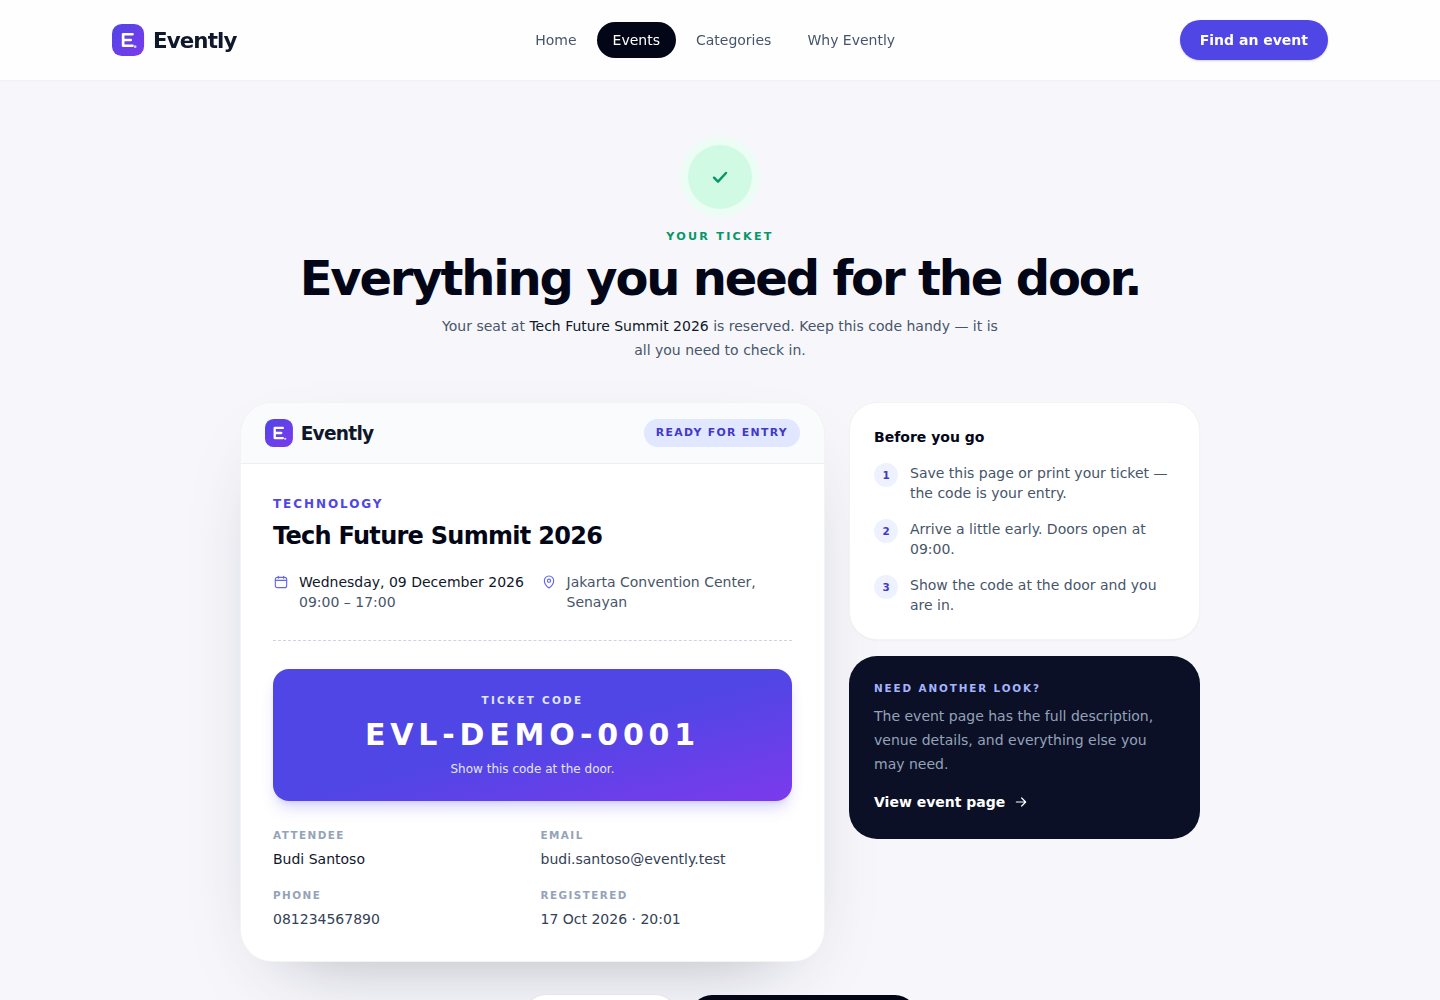 Evently
Home
Events
Categories
Why Evently
Find an event
YOUR TICKET
Everything you need for the door.
Your seat at Tech Future Summit 2026 is reserved. Keep this code handy — it is
all you need to check in.
Evently
READY FOR ENTRY
TECHNOLOGY
Tech Future Summit 2026
Wednesday, 09 December 2026
09:00 – 17:00
Jakarta Convention Center,
Senayan
TICKET CODE
EVL-DEMO-0001
Show this code at the door.
ATTENDEE
Budi Santoso
EMAIL
budi.santoso@evently.test
PHONE
081234567890
REGISTERED
17 Oct 2026 · 20:01
Before you go
1 Save this page or print your ticket —
the code is your entry.
2 Arrive a little early. Doors open at
09:00.
3 Show the code at the door and you
are in.
NEED ANOTHER LOOK?
The event page has the full description,
venue details, and everything else you
may need.
View event page